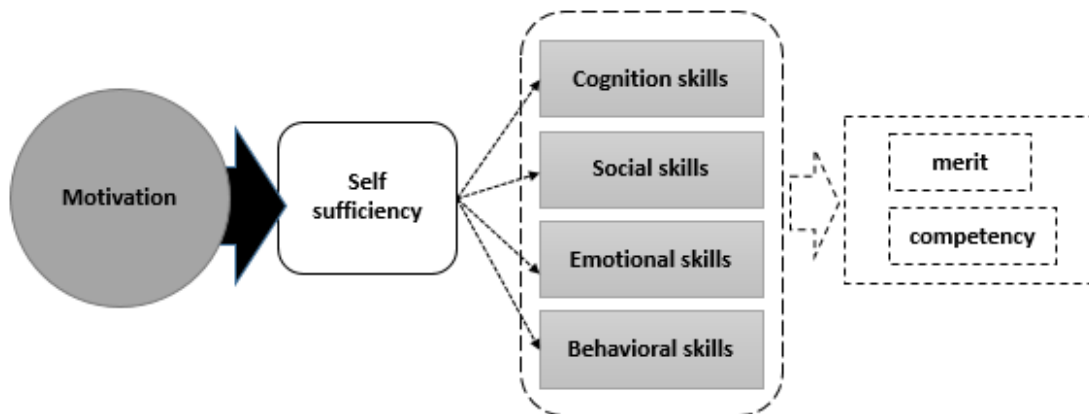 Motivation
Self
sufficiency
Cognition skills
Social skills
Emotional skills
Behavioral skills
merit
competency